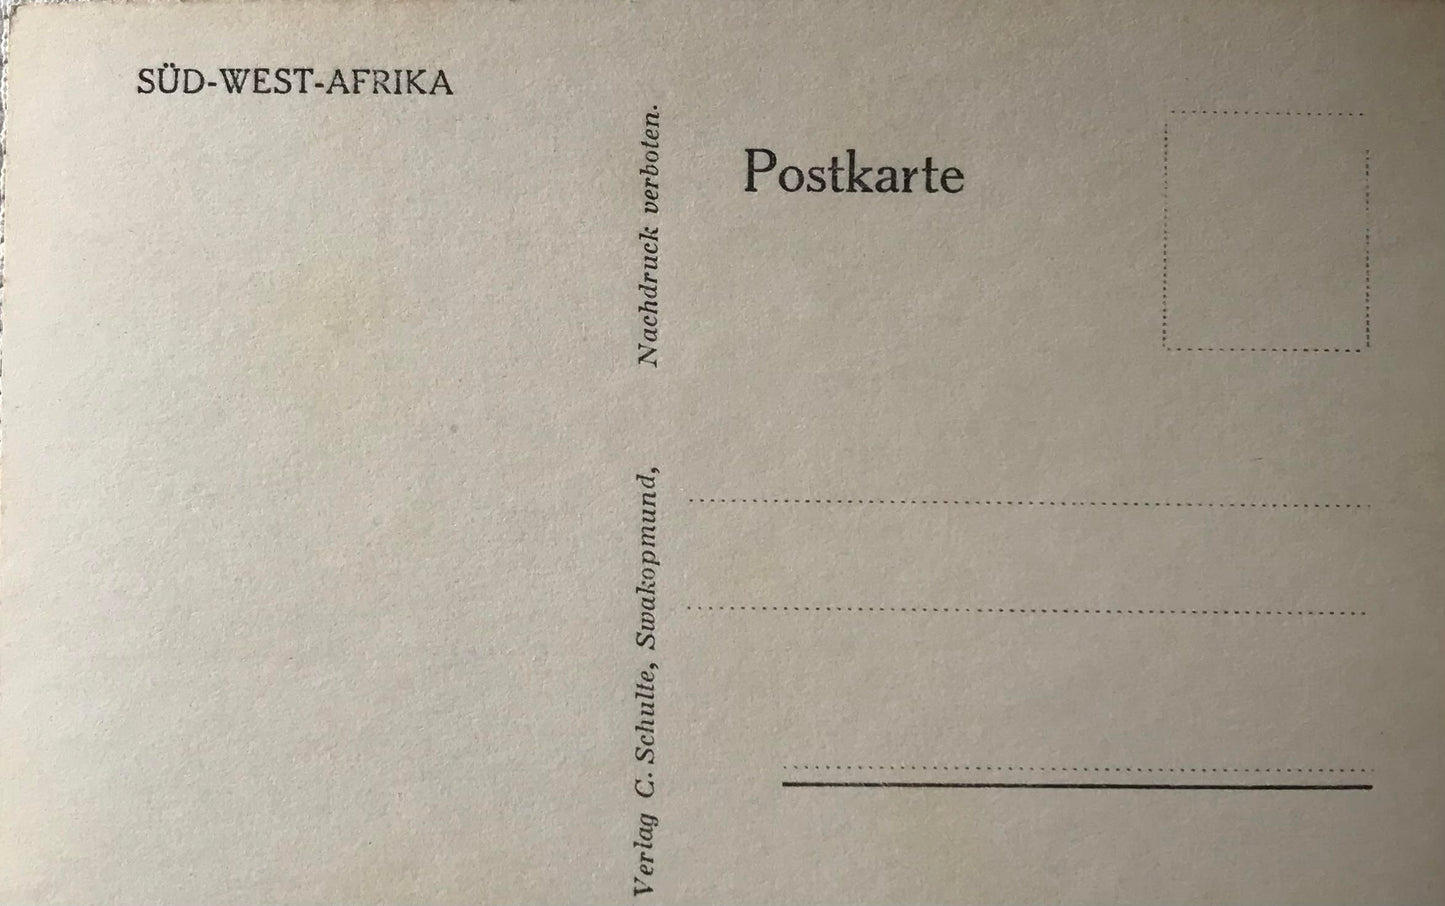 SÜD-WEST-AFRIKA
Postkarte
Verlag C. Schulte, Swakopmund, Nachdruck verboten.